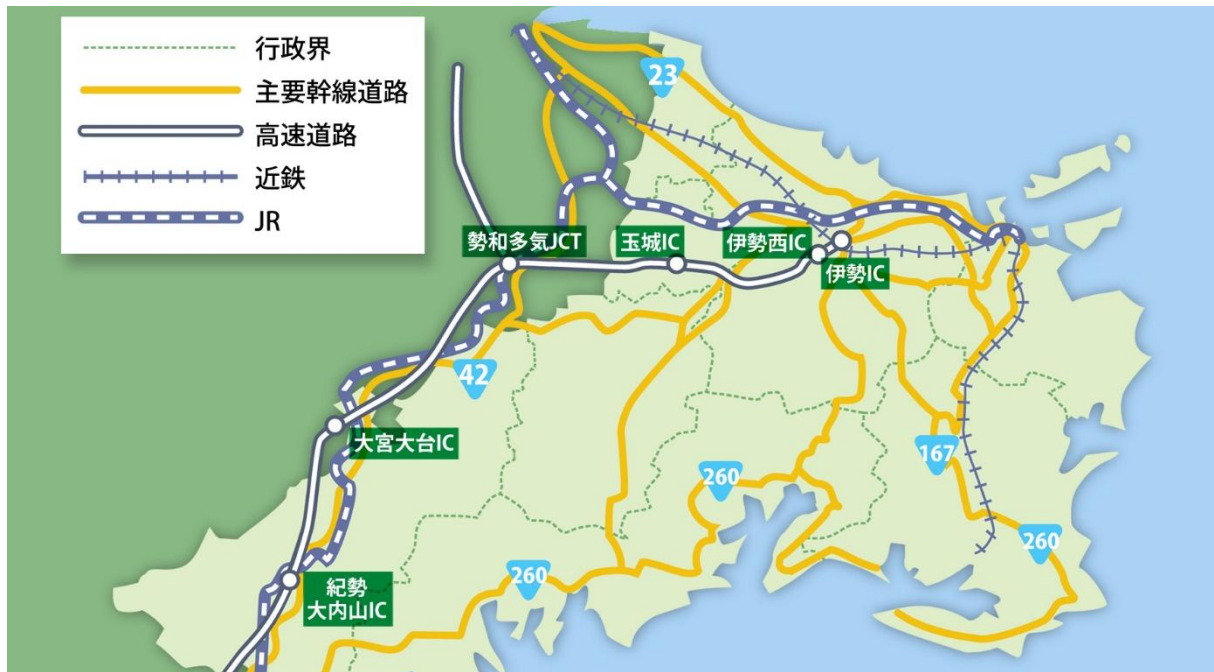 行政界
主要幹線道路
高速道路
近鉄
JR
23
勢和多気JCT
玉城IC
伊勢西IC
伊勢IC
42
大宮大台IC
167
260
260
260
紀勢
大内山IC